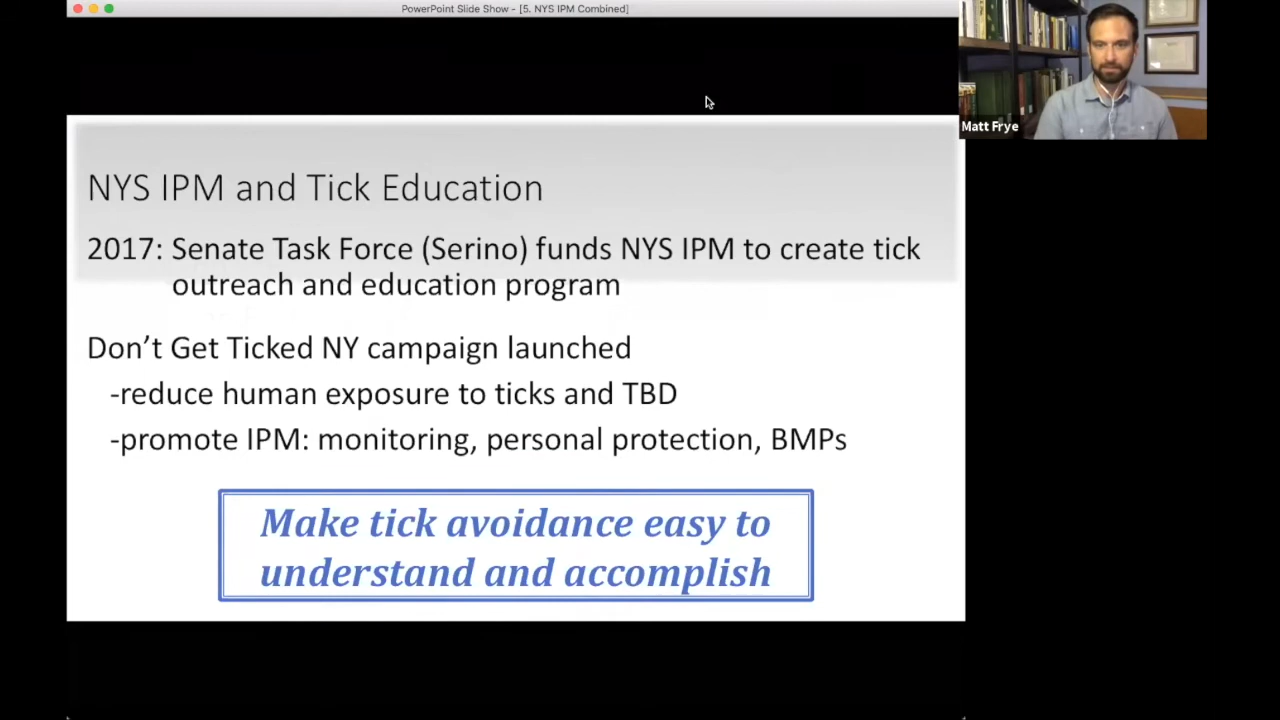 PowerPoint Slide Show - [5. NYS IPM Combined]
Matt Frye
NYS IPM and Tick Education
2017: Senate Task Force (Serino) funds NYS IPM to create tick
outreach and education program
Don’t Get Ticked NY campaign launched
-reduce human exposure to ticks and TBD
-promote IPM: monitoring, personal protection, BMPs
Make tick avoidance easy to
understand and accomplish